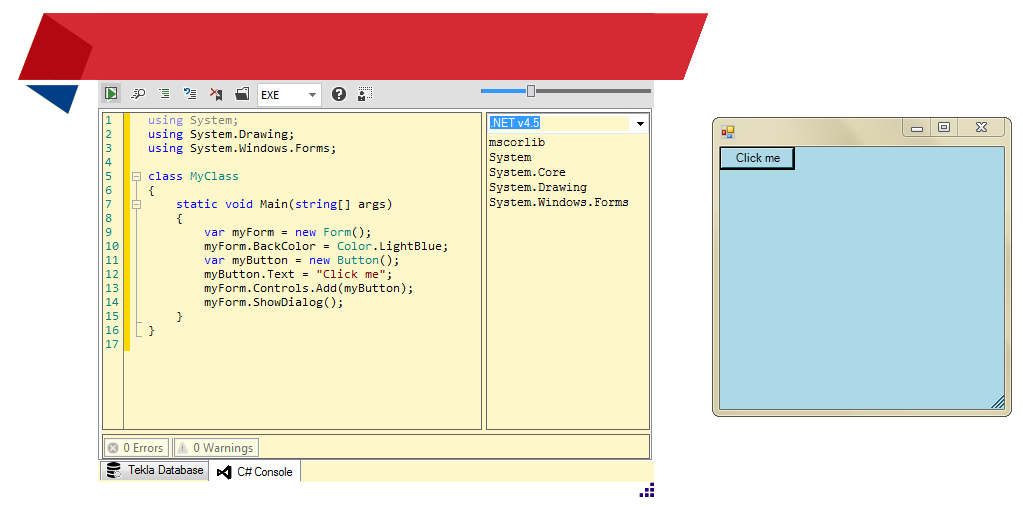 EXE
1 using System;
2 using System.Drawing;
3 using System.Windows.Forms;
4
5 class MyClass
6 {
7 static void Main(string[] args)
8 {
9 var myForm = new Form();
10 myForm.BackColor = Color.LightBlue;
11 var myButton = new Button();
12 myButton.Text = "Click me";
13 myForm.Controls.Add(myButton);
14 myForm.ShowDialog();
15 }
16 }
17
.NET v4.5
mscorlib
System
System.Core
System.Drawing
System.Windows.Forms
0 Errors 0 Warnings
Tekla Database C# Console
Click me